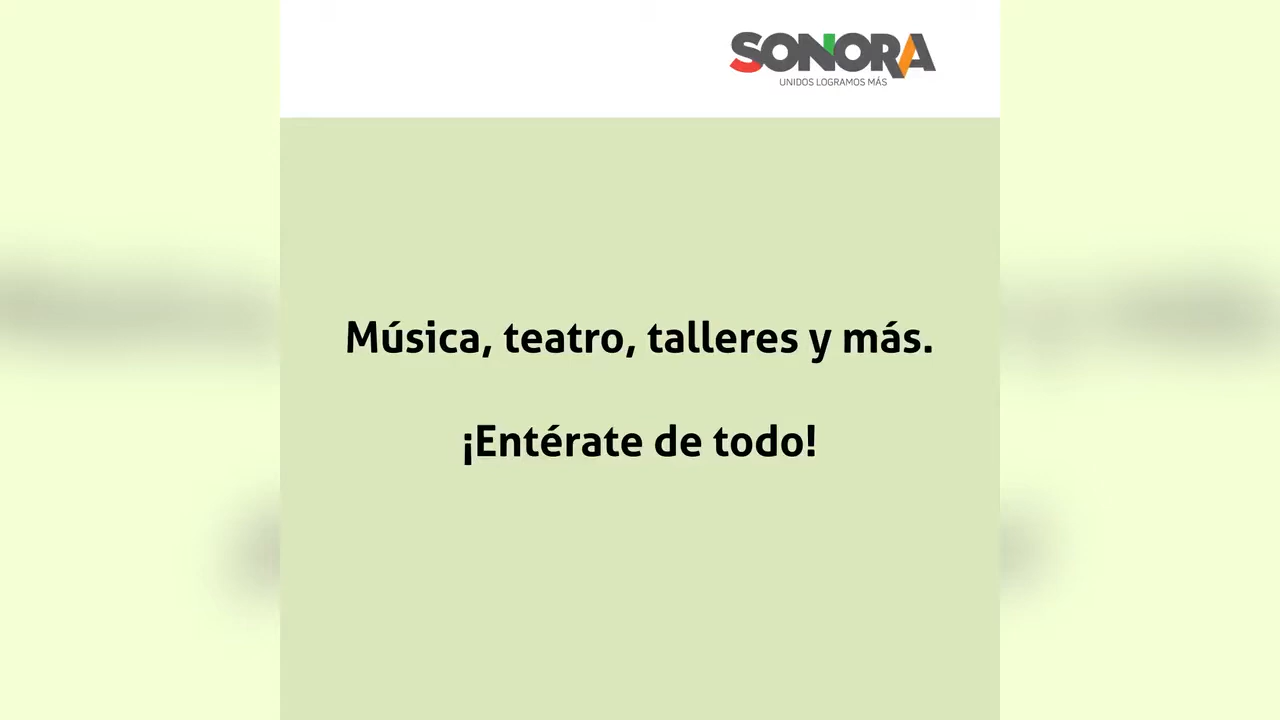 SONORA
UNIDOS LOGRAMOS MÁS
Música, teatro, talleres y más.
¡Entérate de todo!